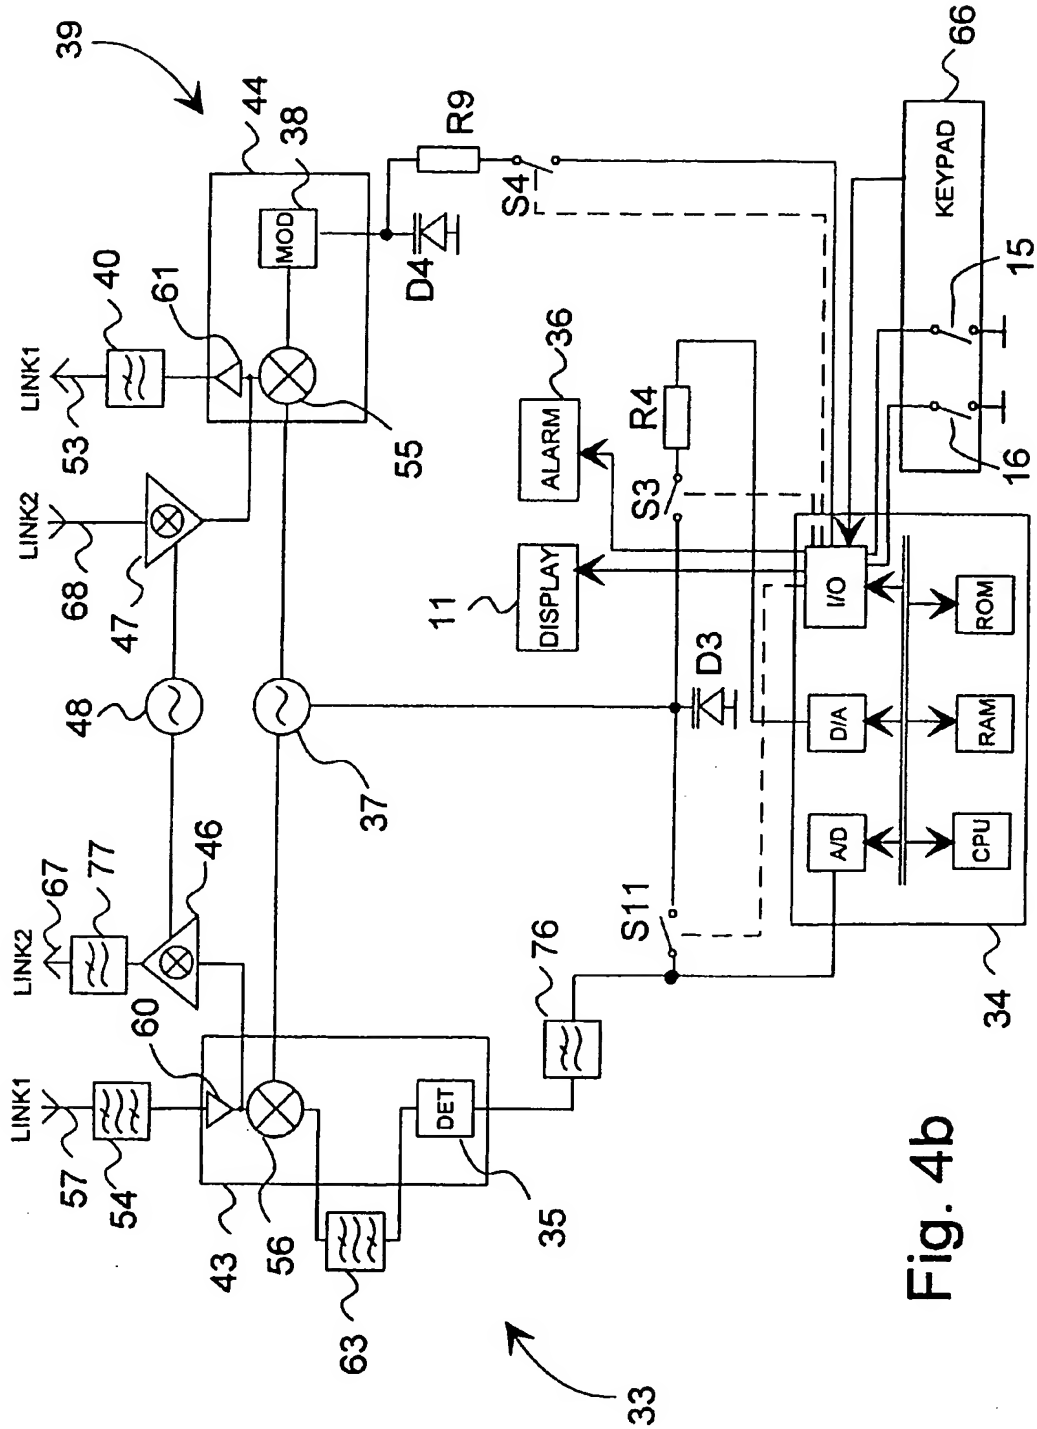 39
LINK1
53
40
61
44
MOD
38
R9
S4
D4
55
LINK2
68
47
48
37
ALARM
36
DISPLAY
11
S3
R4
D3
KEYPAD
66
15
16
I/O
D/A
A/D
ROM
RAM
CPU
34
LINK2
67
77
46
60
LINK1
57
54
43
56
63
DET
35
76
S11
33
Fig. 4b